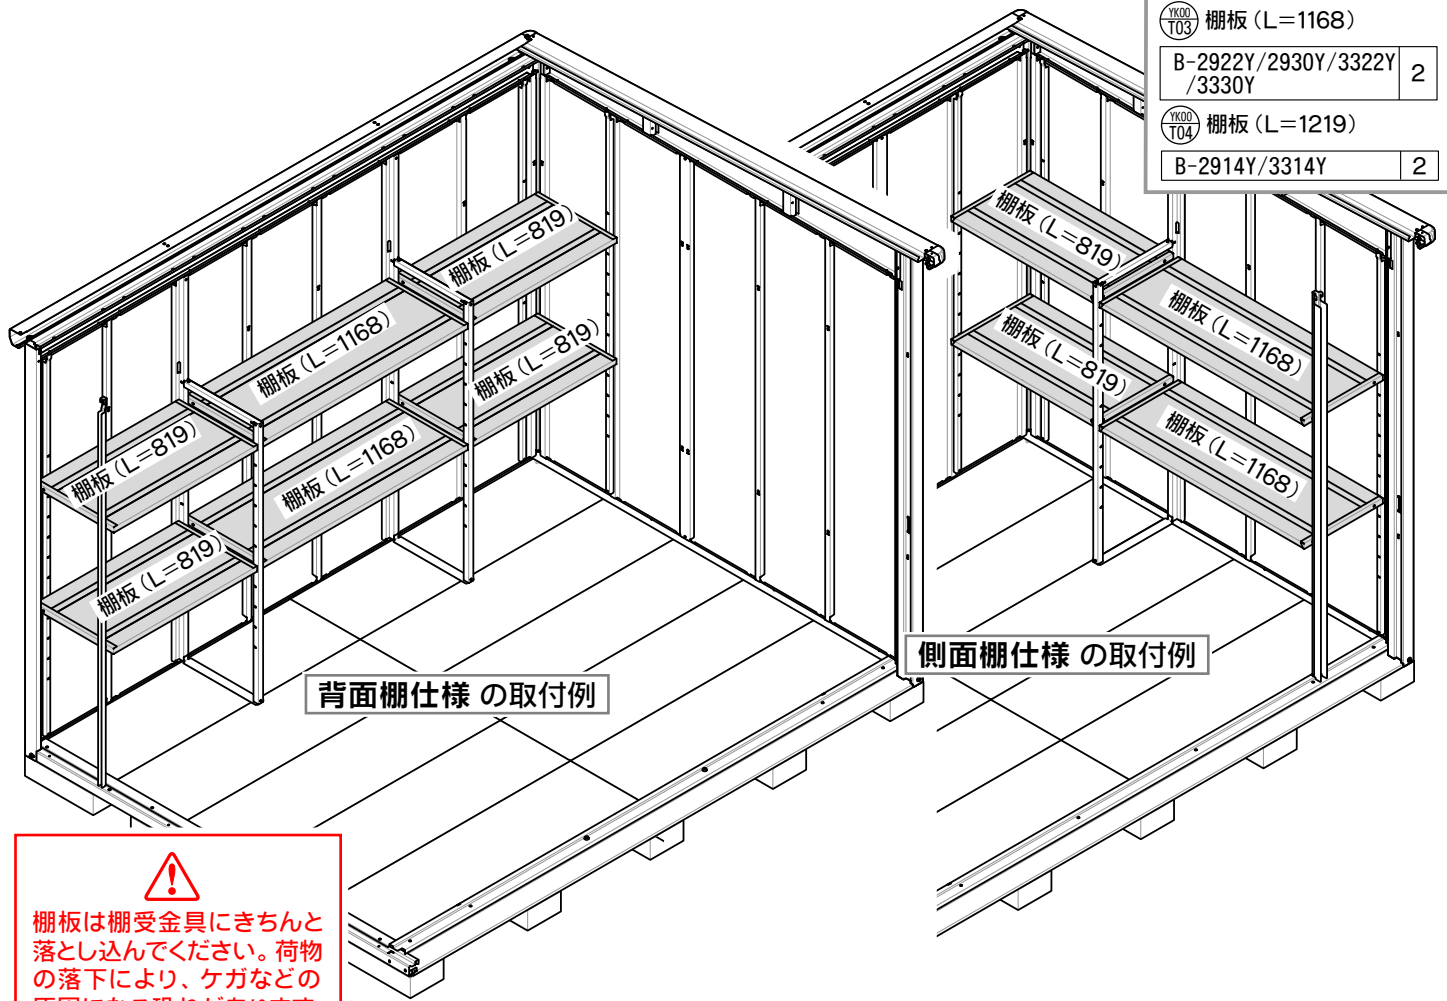 YK00
T03 棚板（L=1168）
B-2922Y/2930Y/3322Y
/3330Y
2
YK00
T04 棚板（L=1219）
B-2914Y/3314Y 2
棚板（L=819）
棚板（L=1168）
棚板（L=819）
棚板（L=819）
棚板（L=1168）
棚板（L=819）
背面棚仕様 の取付例
棚板（L=819）
棚板（L=1168）
棚板（L=819）
棚板（L=1168）
側面棚仕様 の取付例
棚板は棚受金具にきちんと
落とし込んでください。荷物
の落下により、ケガなどの